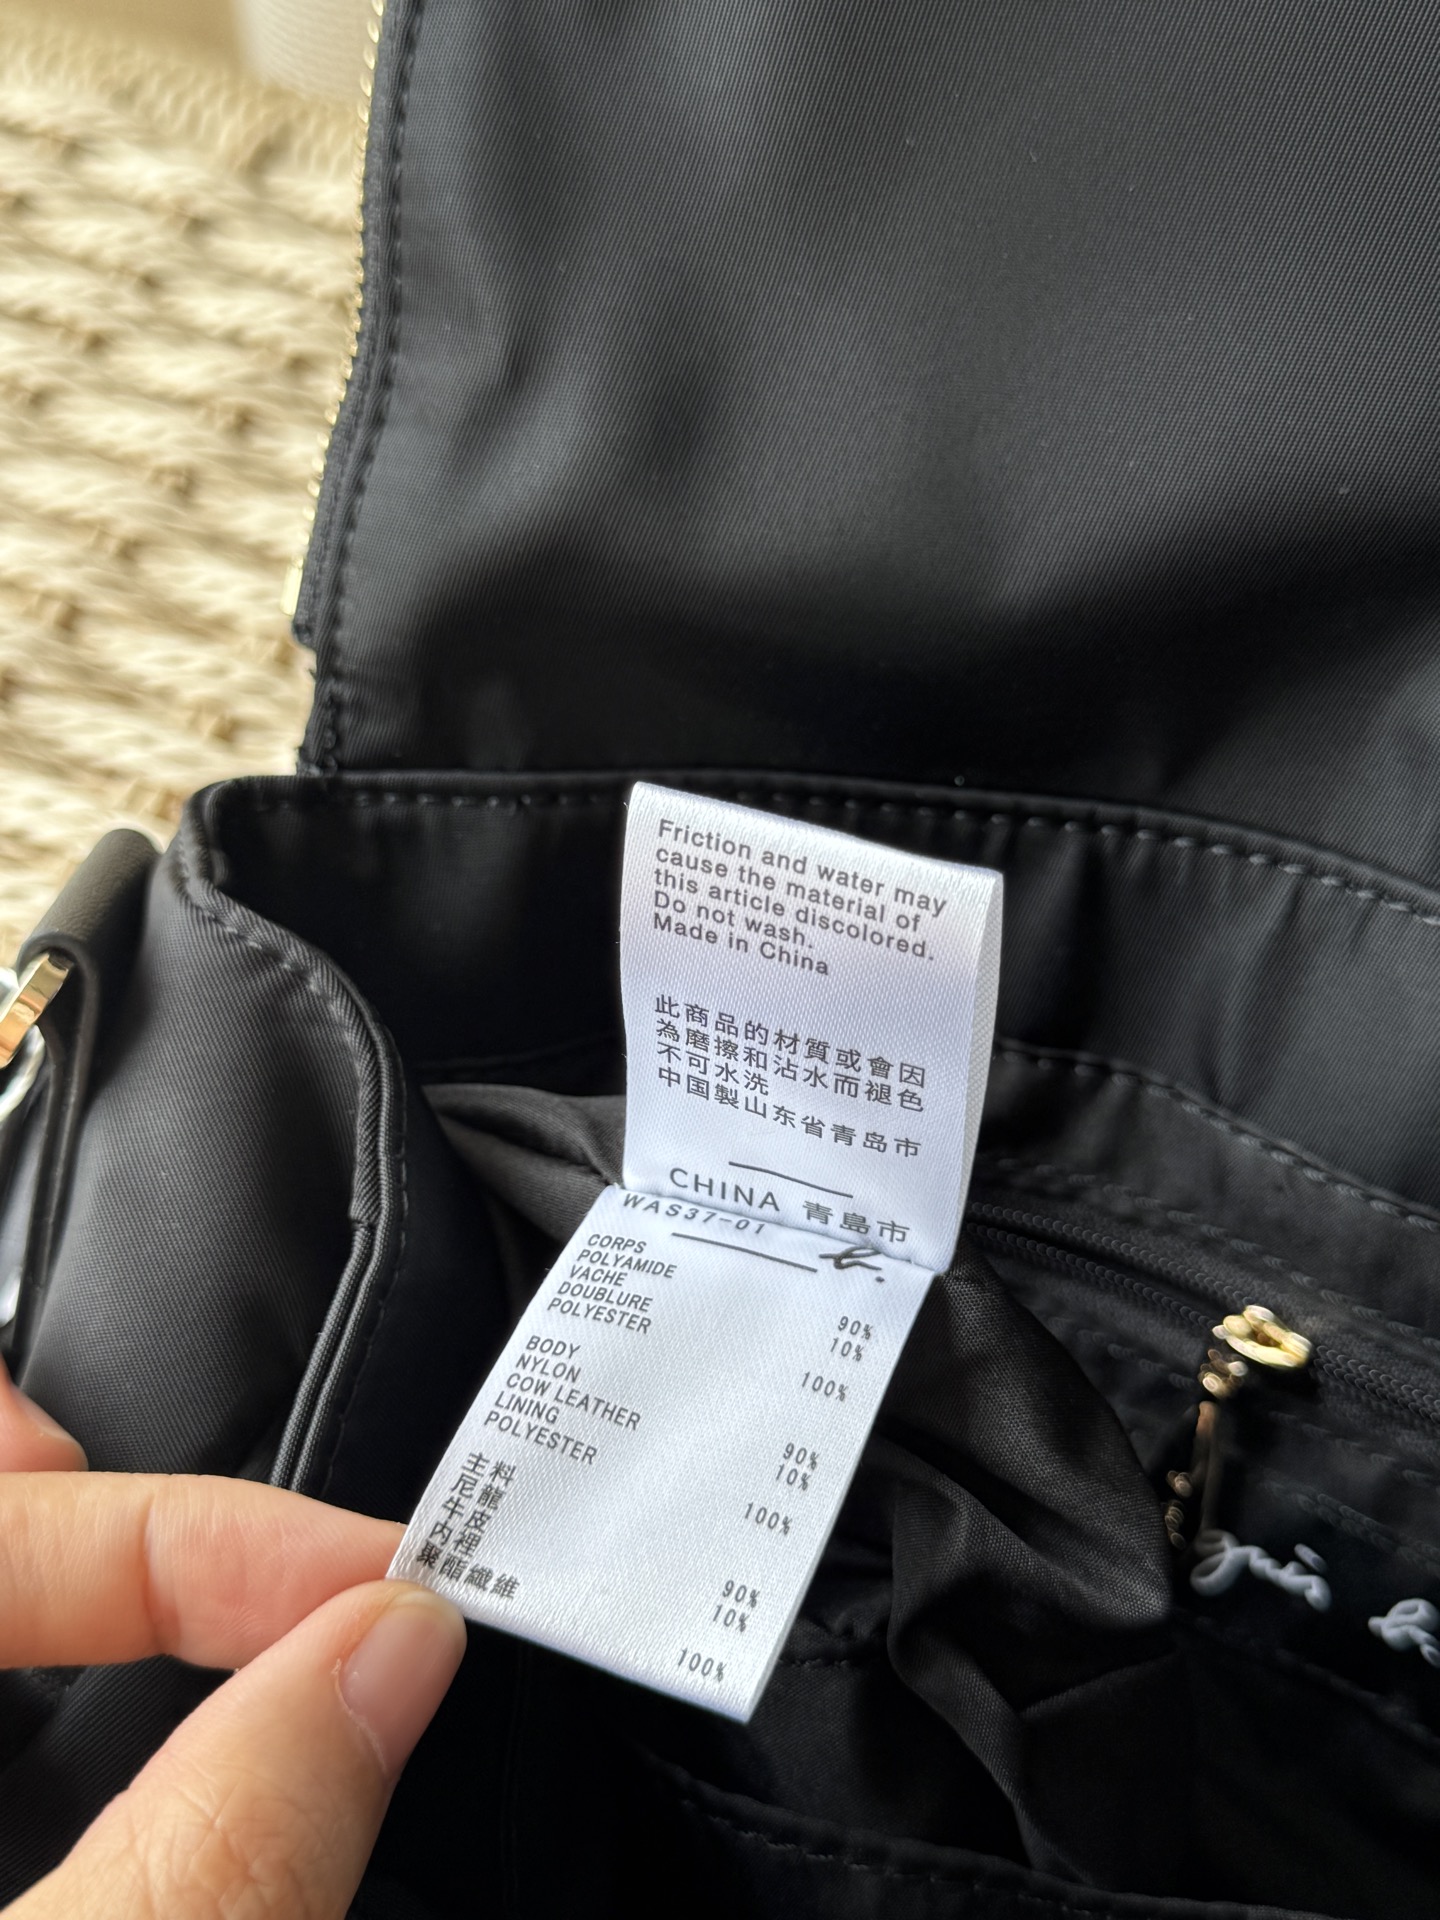 Friction and water may
cause the material of
this article discolored.
Do not wash.
Made in China
此商品的材質或會因
為磨擦和沾水而褪色
不可水洗
中国製山东省青岛市
CHINA 青島市
WAS37-01
b.
CORPS
POLYAMIDE 90%
VACHE 10%
DOUBLURE
POLYESTER 100%
BODY
NYLON 90%
COW LEATHER 10%
LINING
POLYESTER 100%
主料
尼龍 90%
牛皮 10%
內裡
聚酯纖維 100%
gnès b.